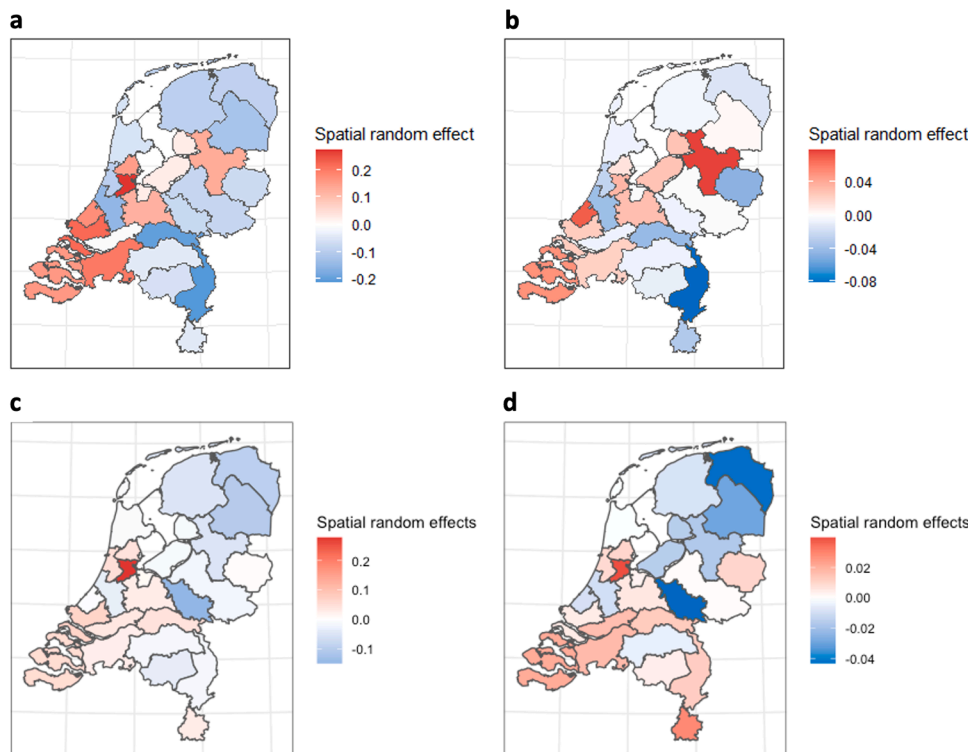 a
Spatial random effect
0.2
0.1
0.0
-0.1
-0.2
b
Spatial random effect
0.04
0.00
-0.04
-0.08
c
Spatial random effects
0.2
0.1
0.0
-0.1
d
Spatial random effects
0.02
0.00
-0.02
-0.04